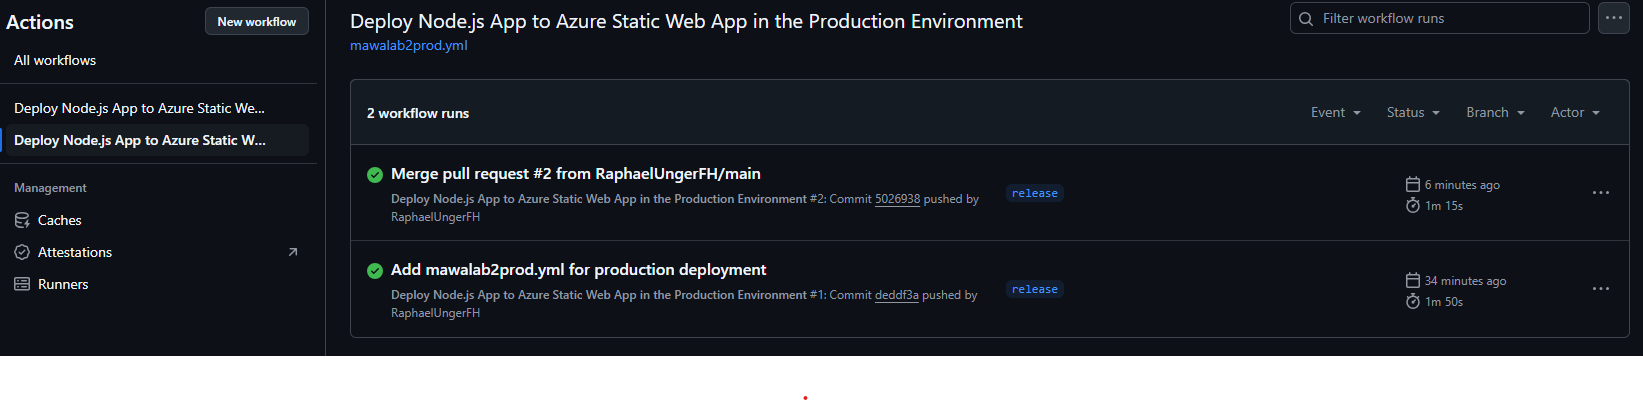 Actions
New workflow
All workflows
Deploy Node.js App to Azure Static We...
Deploy Node.js App to Azure Static W...
Management
Caches
Attestations
Runners
Deploy Node.js App to Azure Static Web App in the Production Environment
mawalab2prod.yml
Filter workflow runs
2 workflow runs
Event Status Branch Actor
Merge pull request #2 from RaphaelUngerFH/main
Deploy Node.js App to Azure Static Web App in the Production Environment #2: Commit 5026938 pushed by
RaphaelUngerFH
release
6 minutes ago
1m 15s
Add mawalab2prod.yml for production deployment
Deploy Node.js App to Azure Static Web App in the Production Environment #1: Commit deddf3a pushed by
RaphaelUngerFH
release
34 minutes ago
1m 50s